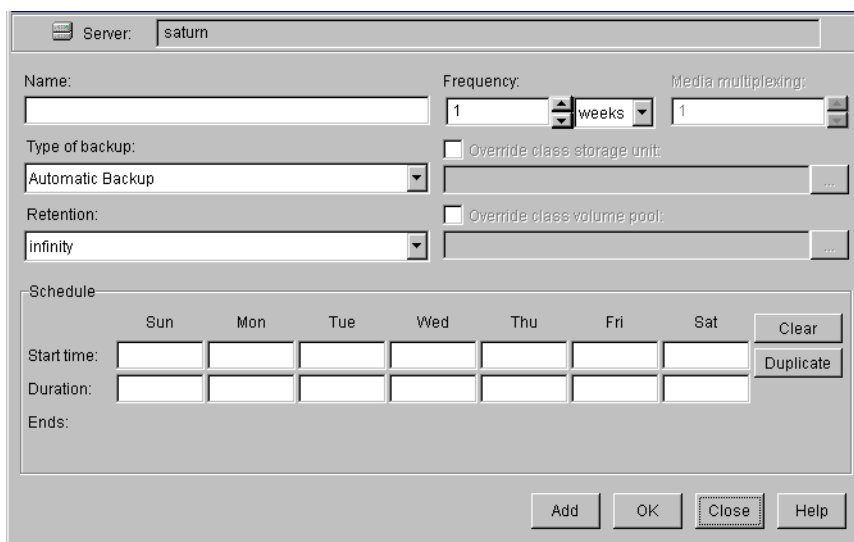 Server: saturn
Name: Frequency: Media multiplexing:
1 weeks 1
Type of backup: Override class storage unit:
Automatic Backup ...
Retention: Override class volume pool:
infinity ...
Schedule
Sun Mon Tue Wed Thu Fri Sat Clear
Start time: Duplicate
Duration:
Ends:
Add OK Close Help